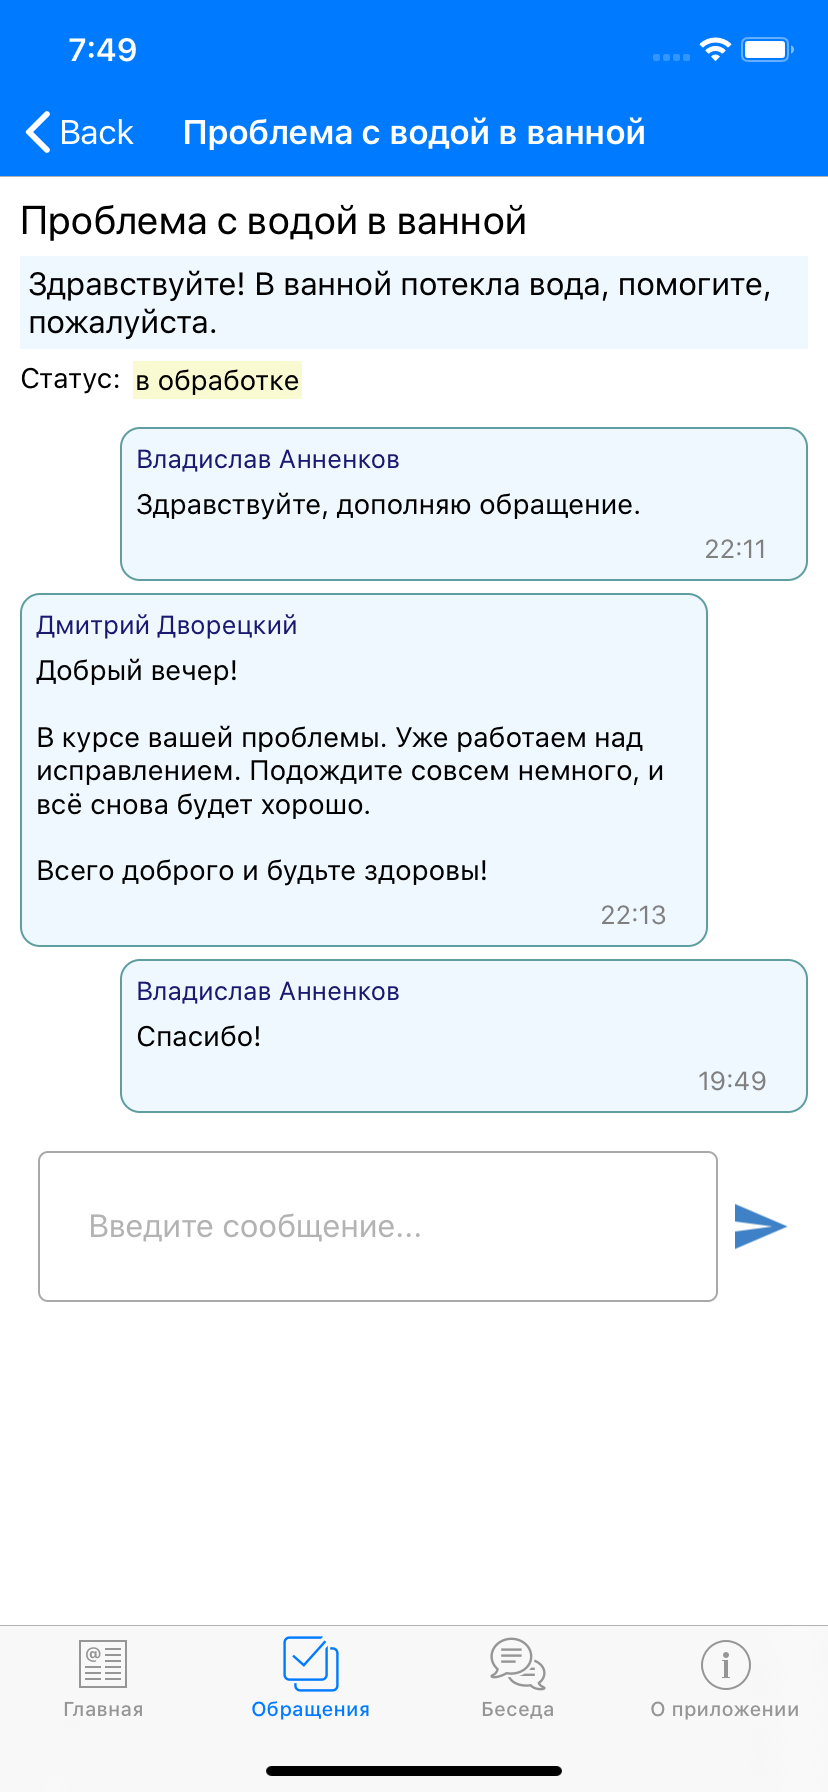 7:49
Back
Проблема с водой в ванной
Проблема с водой в ванной
Здравствуйте! В ванной потекла вода, помогите,
пожалуйста.
Статус: в обработке
Владислав Анненков
Здравствуйте, дополняю обращение.
22:11
Дмитрий Дворецкий
Добрый вечер!
В курсе вашей проблемы. Уже работаем над
исправлением. Подождите совсем немного, и
всё снова будет хорошо.
Всего доброго и будьте здоровы!
22:13
Владислав Анненков
Спасибо!
19:49
Введите сообщение...
Главная
Обращения
Беседа
О приложении